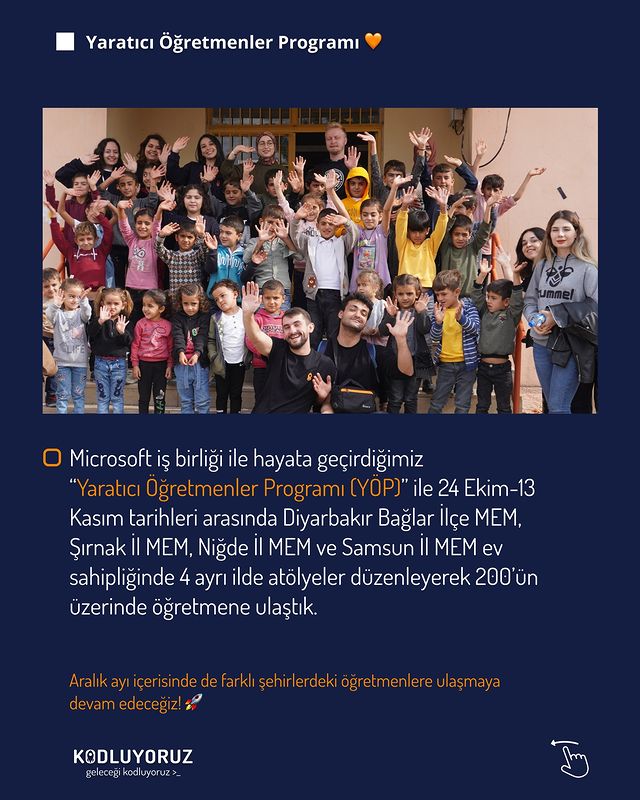 Yaratıcı Öğretmenler Programı 🧡
hummel
Microsoft iş birliği ile hayata geçirdiğimiz
“Yaratıcı Öğretmenler Programı (YÖP)” ile 24 Ekim-13
Kasım tarihleri arasında Diyarbakır Bağlar İlçe MEM,
Şırnak İl MEM, Niğde İl MEM ve Samsun İl MEM ev
sahipliğinde 4 ayrı ilde atölyeler düzenleyerek 200’ün
üzerinde öğretmene ulaştık.
Aralık ayı içerisinde de farklı şehirlerdeki öğretmenlere ulaşmaya
devam edeceğiz! 🚀
KODLUYORUZ
geleceği kodluyoruz >_